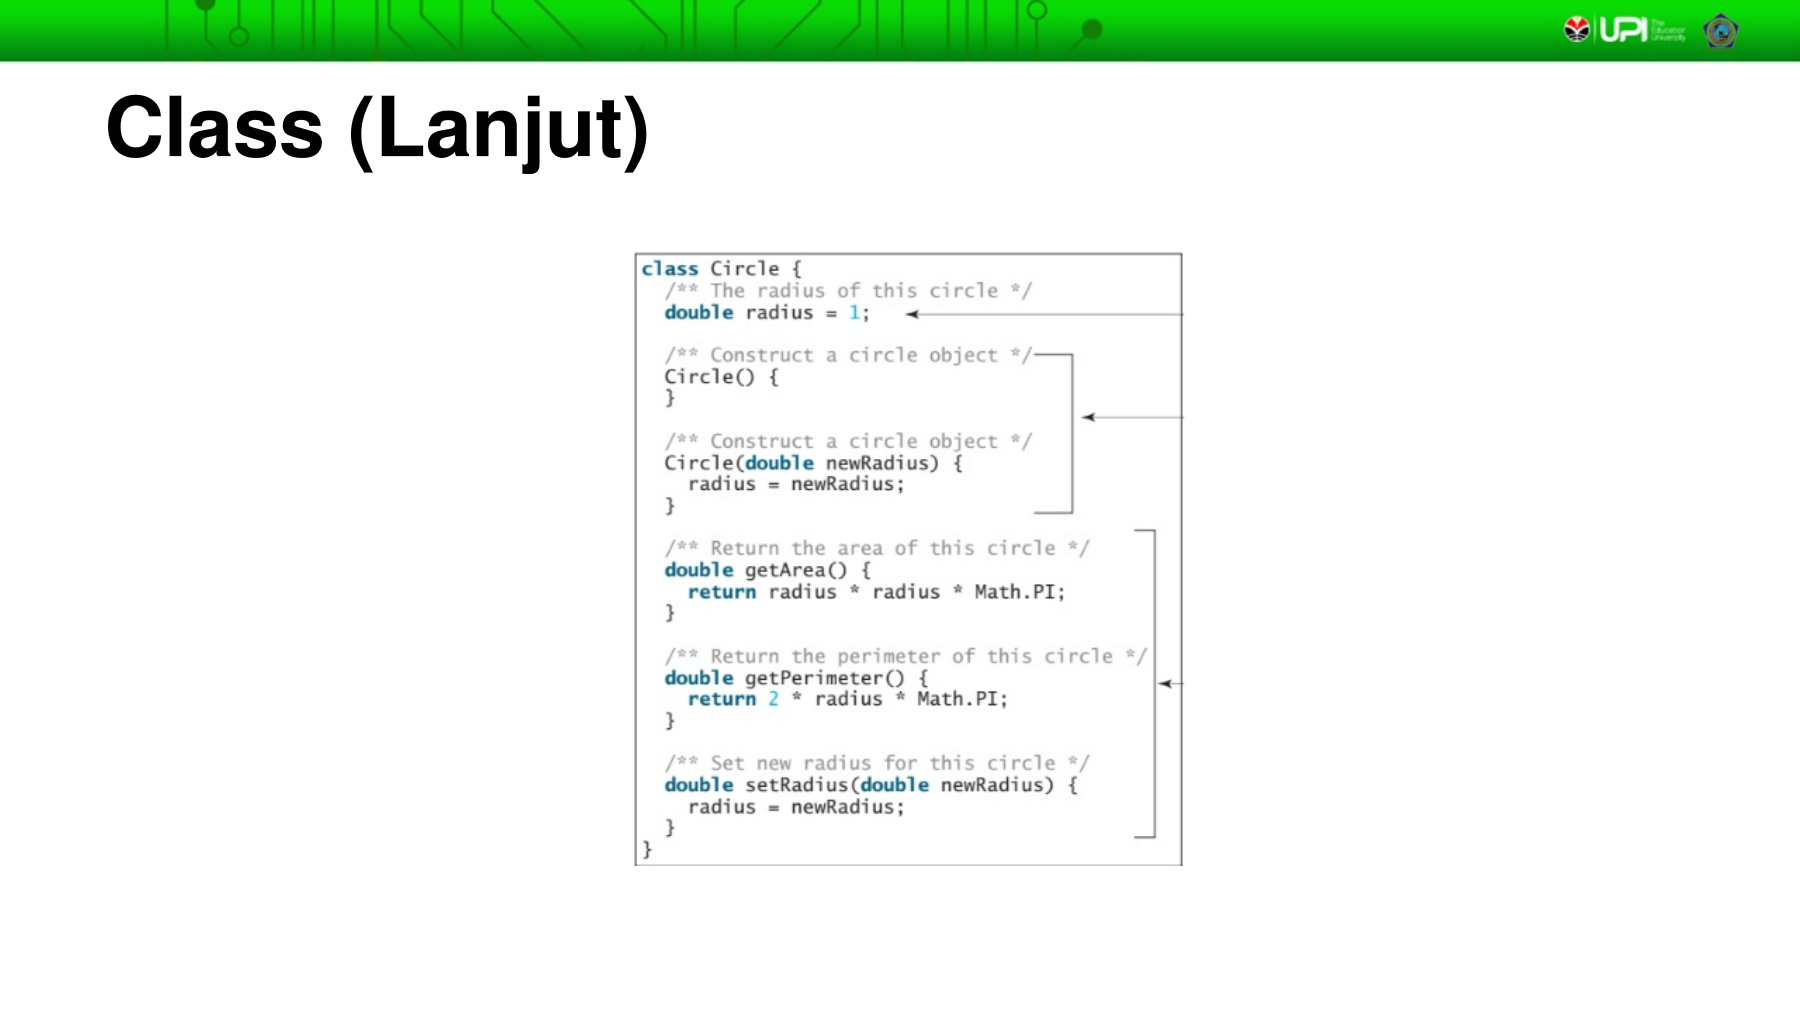 UPI The Education University
Class (Lanjut)
class Circle {
/** The radius of this circle */
double radius = 1;
/** Construct a circle object */
Circle() {
}
/** Construct a circle object */
Circle(double newRadius) {
radius = newRadius;
}
/** Return the area of this circle */
double getArea() {
return radius * radius * Math.PI;
}
/** Return the perimeter of this circle */
double getPerimeter() {
return 2 * radius * Math.PI;
}
/** Set new radius for this circle */
double setRadius(double newRadius) {
radius = newRadius;
}
}